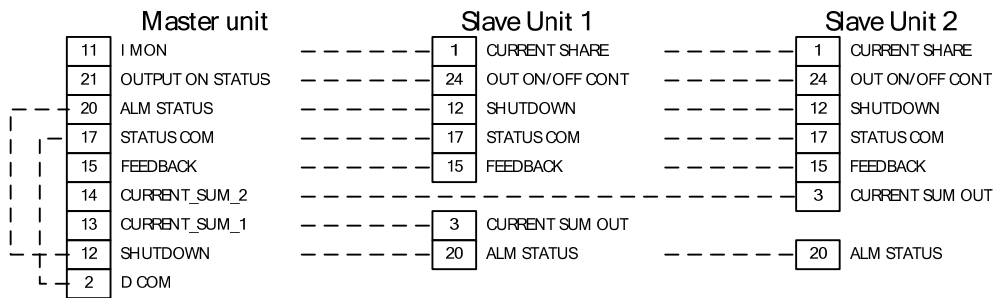 Master unit Slave Unit 1 Slave Unit 2
11 I MON 1 CURRENT SHARE 1 CURRENT SHARE
21 OUTPUT ON STATUS 24 OUT ON/OFF CONT 24 OUT ON/OFF CONT
20 ALM STATUS 12 SHUTDOWN 12 SHUTDOWN
17 STATUS COM 17 STATUS COM 17 STATUS COM
15 FEEDBACK 15 FEEDBACK 15 FEEDBACK
14 CURRENT_SUM_2 3 CURRENT SUM OUT
13 CURRENT_SUM_1 3 CURRENT SUM OUT
12 SHUTDOWN 20 ALM STATUS 20 ALM STATUS
2 D COM